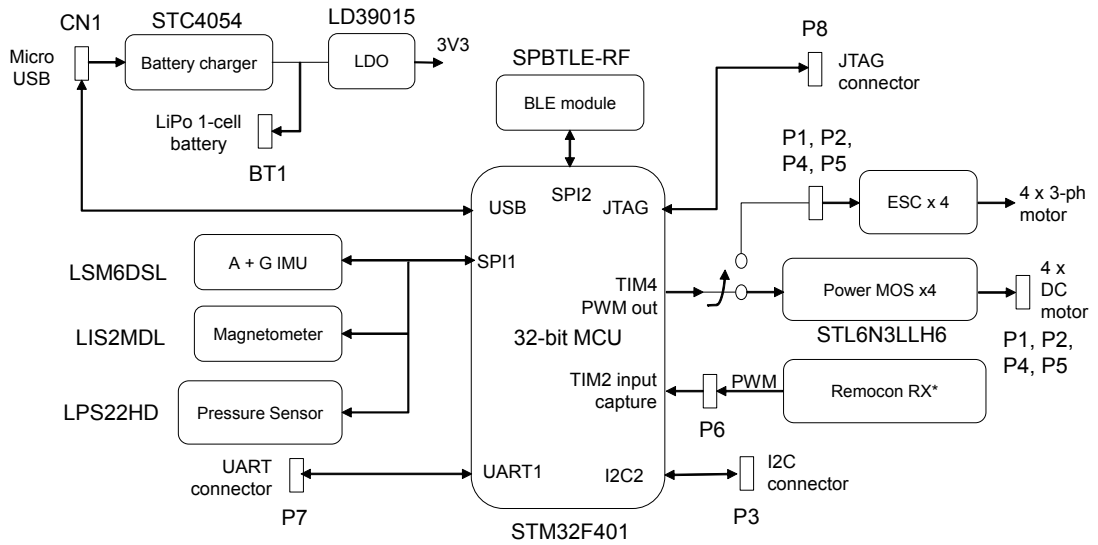 CN1
STC4054
LD39015
Micro
USB
Battery charger
LDO
3V3
LiPo 1-cell
battery
BT1
SPBTLE-RF
BLE module
P8
JTAG
connector
P1, P2,
P4, P5
ESC x 4
4 x 3-ph
motor
SPI2
USB
JTAG
LSM6DSL
A + G IMU
SPI1
TIM4
PWM out
Power MOS x4
4 x
DC
motor
STL6N3LLH6
P1, P2,
P4, P5
LIS2MDL
Magnetometer
32-bit MCU
TIM2 input
capture
PWM
P6
Remocon RX*
LPS22HD
Pressure Sensor
UART
connector
P7
UART1
I2C2
I2C
connector
P3
STM32F401